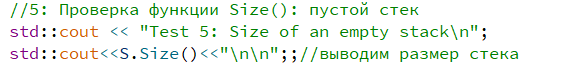 //5: Проверка функции Size(): пустой стек
std::cout << "Test 5: Size of an empty stack\n";
std::cout<<S.Size()<<"\n\n";;//выводим размер стека